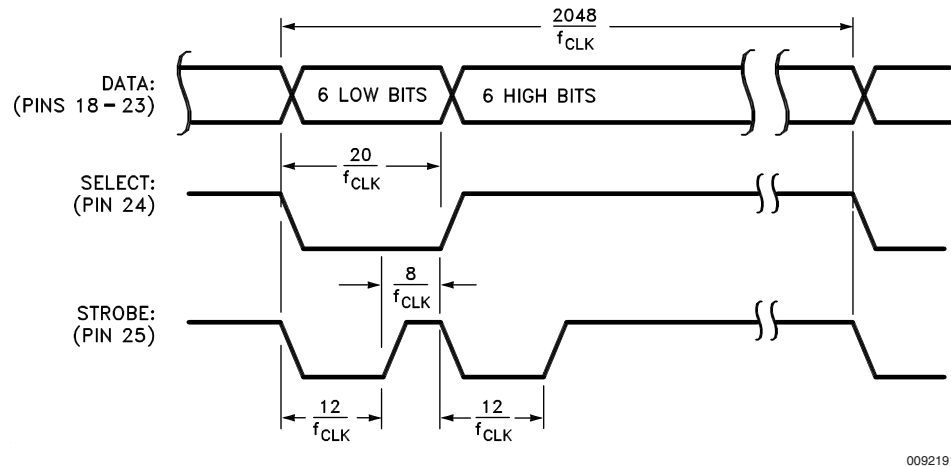 2048
fCLK
DATA:
(PINS 18 – 23)
6 LOW BITS
6 HIGH BITS
20
fCLK
SELECT:
(PIN 24)
8
fCLK
STROBE:
(PIN 25)
12
fCLK
12
fCLK
009219